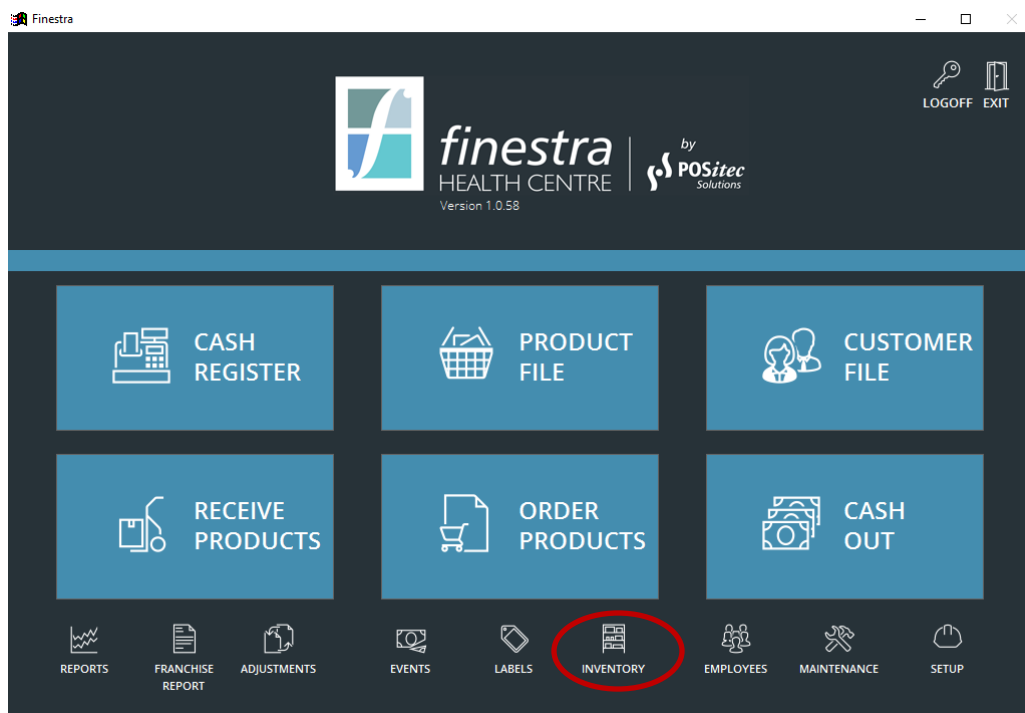 Finestra
LOGOFF EXIT
finestra
HEALTH CENTRE
Version 1.0.58
by
POSitec
Solutions
CASH
REGISTER
PRODUCT
FILE
CUSTOMER
FILE
RECEIVE
PRODUCTS
ORDER
PRODUCTS
CASH
OUT
REPORTS
FRANCHISE
REPORT
ADJUSTMENTS
EVENTS
LABELS
INVENTORY
EMPLOYEES
MAINTENANCE
SETUP